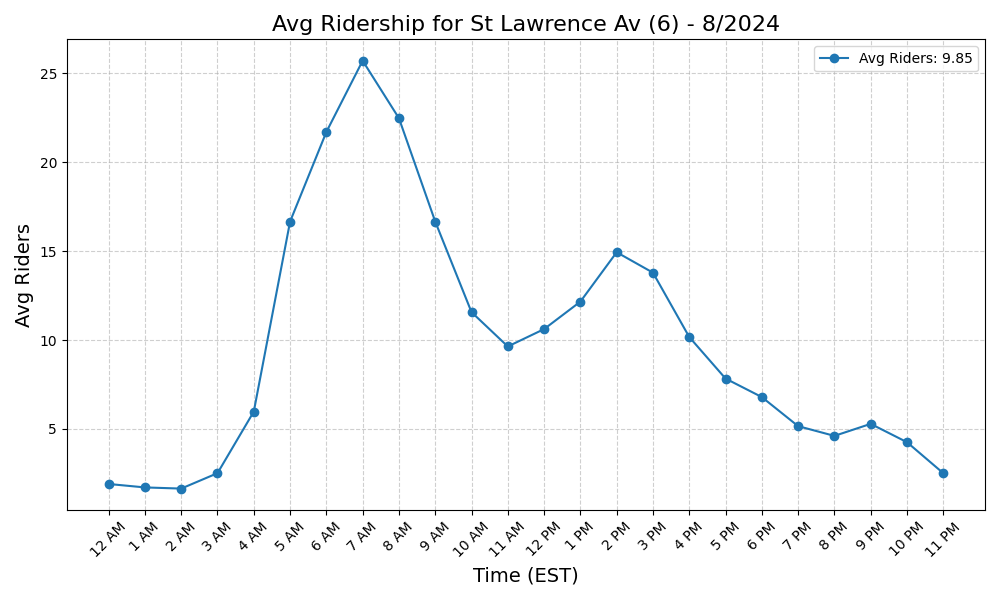 Avg Ridership for St Lawrence Av (6) - 8/2024
Avg Riders: 9.85
Avg Riders
25
20
15
10
5
12 AM
1 AM
2 AM
3 AM
4 AM
5 AM
6 AM
7 AM
8 AM
9 AM
10 AM
11 AM
12 PM
1 PM
2 PM
3 PM
4 PM
5 PM
6 PM
7 PM
8 PM
9 PM
10 PM
11 PM
Time (EST)